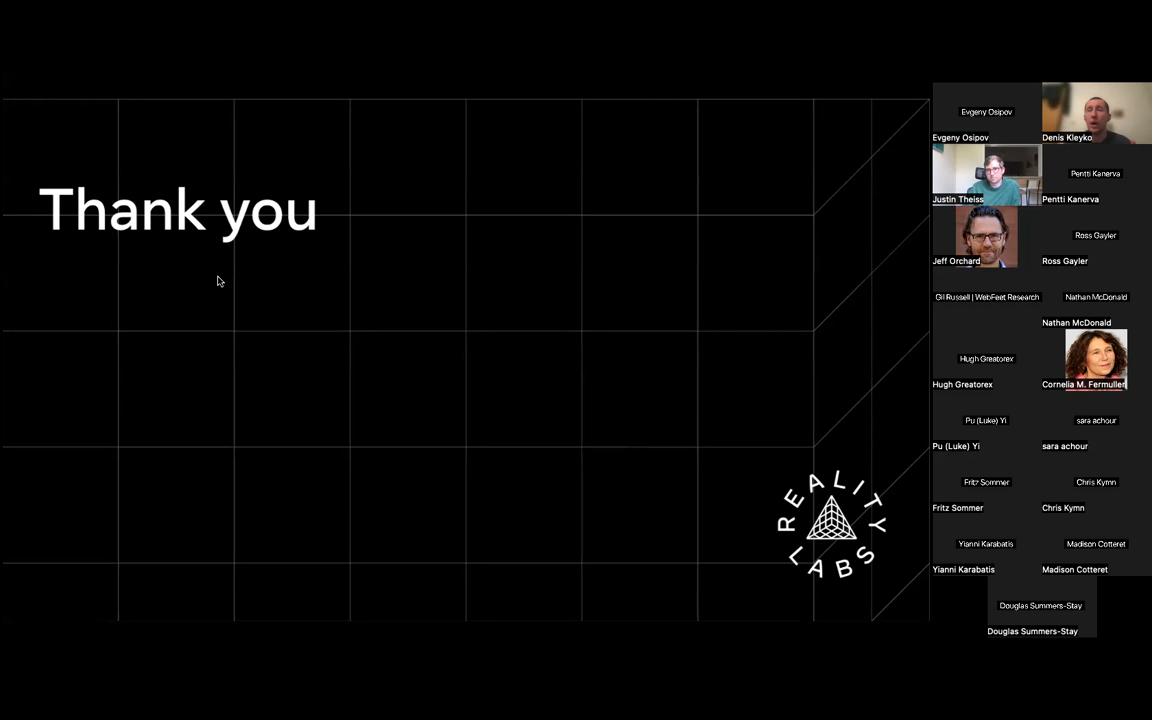 Thank you
REALITY
LABS
Evgeny Osipov
Evgeny Osipov
Denis Kleyko
Justin Theiss
Pentti Kanerva
Pentti Kanerva
Jeff Orchard
Ross Gayler
Ross Gayler
Gil Russell | WebFeet Research
Nathan McDonald
Nathan McDonald
Hugh Greatorex
Hugh Greatorex
Cornelia M. Fermuller
Pu (Luke) Yi
Pu (Luke) Yi
sara achour
sara achour
Fritz Sommer
Fritz Sommer
Chris Kymn
Chris Kymn
Yianni Karabatis
Yianni Karabatis
Madison Cotteret
Madison Cotteret
Douglas Summers-Stay
Douglas Summers-Stay